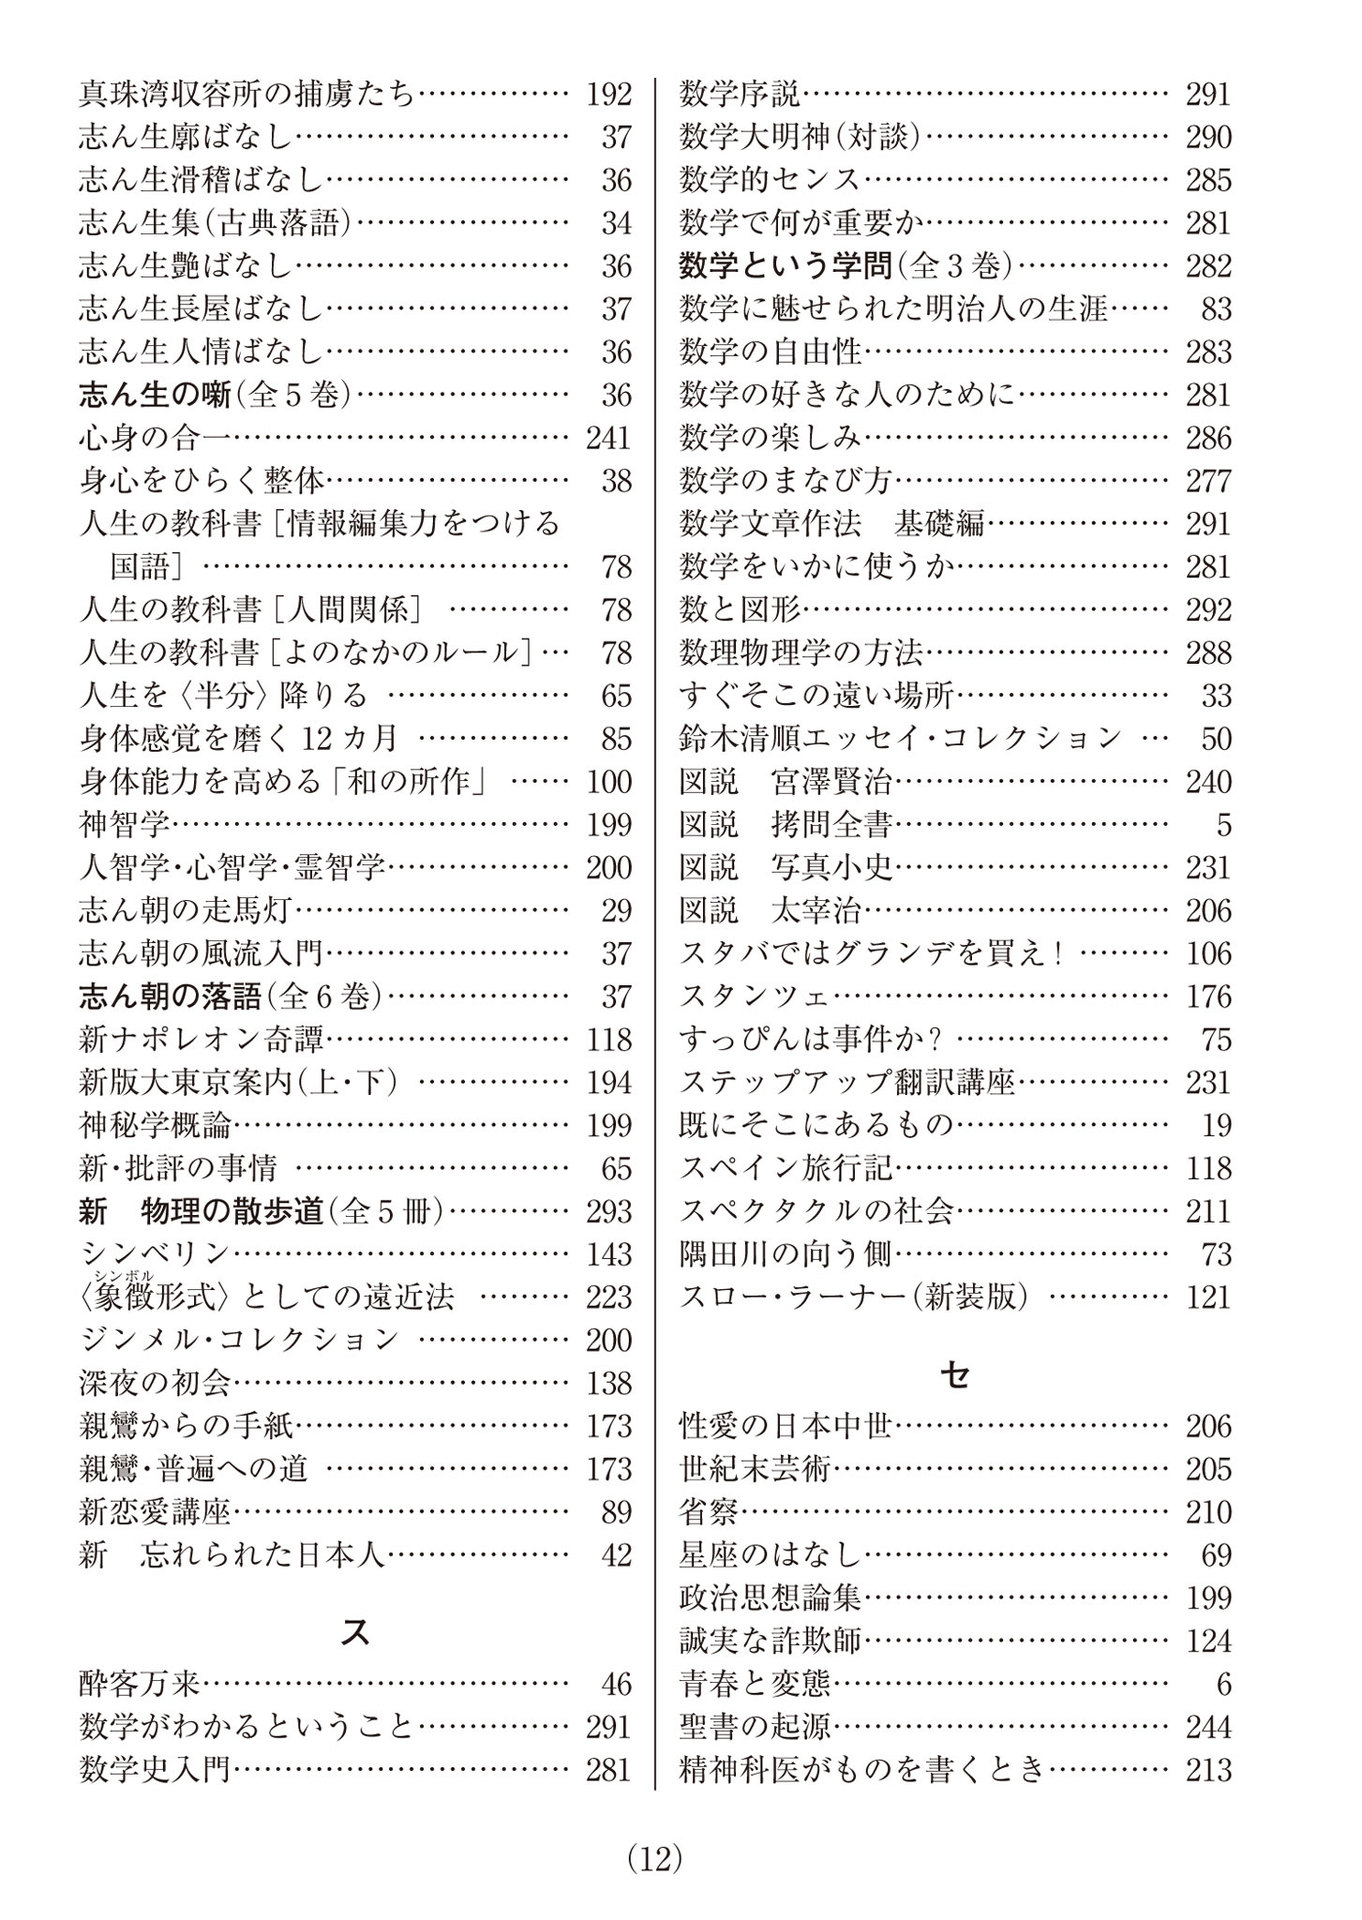 真珠湾収容所の捕虜たち…………… 192
志ん生廓ばなし……………………… 37
志ん生滑稽ばなし…………………… 36
志ん生集(古典落語)………………… 34
志ん生艶ばなし……………………… 36
志ん生長屋ばなし…………………… 37
志ん生人情ばなし…………………… 36
志ん生の噺(全5巻)………………… 36
心身の合一…………………………… 241
身心をひらく整体…………………… 38
人生の教科書[情報編集力をつける
国語] ……………………………… 78
人生の教科書[人間関係] ………… 78
人生の教科書[よのなかのルール]… 78
人生を〈半分〉降りる ……………… 65
身体感覚を磨く12カ月 …………… 85
身体能力を高める「和の所作」 …… 100
神智学………………………………… 199
人智学・心智学・霊智学……………… 200
志ん朝の走馬灯……………………… 29
志ん朝の風流入門…………………… 37
志ん朝の落語(全6巻)……………… 37
新ナポレオン奇譚…………………… 118
新版大東京案内(上・下) …………… 194
神秘学概論…………………………… 199
新・批評の事情 ……………………… 65
新　物理の散歩道(全5冊)………… 293
シンベリン…………………………… 143
シンボル
〈象徴形式〉としての遠近法 ……… 223
ジンメル・コレクション …………… 200
深夜の初会…………………………… 138
親鸞からの手紙……………………… 173
親鸞・普遍への道 …………………… 173
新恋愛講座…………………………… 89
新　忘れられた日本人……………… 42
ス
酔客万来……………………………… 46
数学がわかるということ…………… 291
数学史入門…………………………… 281
数学序説……………………………… 291
数学大明神(対談)…………………… 290
数学的センス………………………… 285
数学で何が重要か…………………… 281
数学という学問(全3巻)…………… 282
数学に魅せられた明治人の生涯…… 83
数学の自由性………………………… 283
数学の好きな人のために…………… 281
数学の楽しみ………………………… 286
数学のまなび方……………………… 277
数学文章作法　基礎編……………… 291
数学をいかに使うか………………… 281
数と図形……………………………… 292
数理物理学の方法…………………… 288
すぐそこの遠い場所………………… 33
鈴木清順エッセイ・コレクション … 50
図説　宮澤賢治……………………… 240
図説　拷問全書……………………… 5
図説　写真小史……………………… 231
図説　太宰治………………………… 206
スタバではグランデを買え! ……… 106
スタンツェ…………………………… 176
すっぴんは事件か? ………………… 75
ステップアップ翻訳講座…………… 231
既にそこにあるもの………………… 19
スペイン旅行記……………………… 118
スペクタクルの社会………………… 211
隅田川の向う側……………………… 73
スロー・ラーナー(新装版) ………… 121
セ
性愛の日本中世……………………… 206
世紀末芸術…………………………… 205
省察…………………………………… 210
星座のはなし………………………… 69
政治思想論集………………………… 199
誠実な詐欺師………………………… 124
青春と変態…………………………… 6
聖書の起源…………………………… 244
精神科医がものを書くとき………… 213
(12)